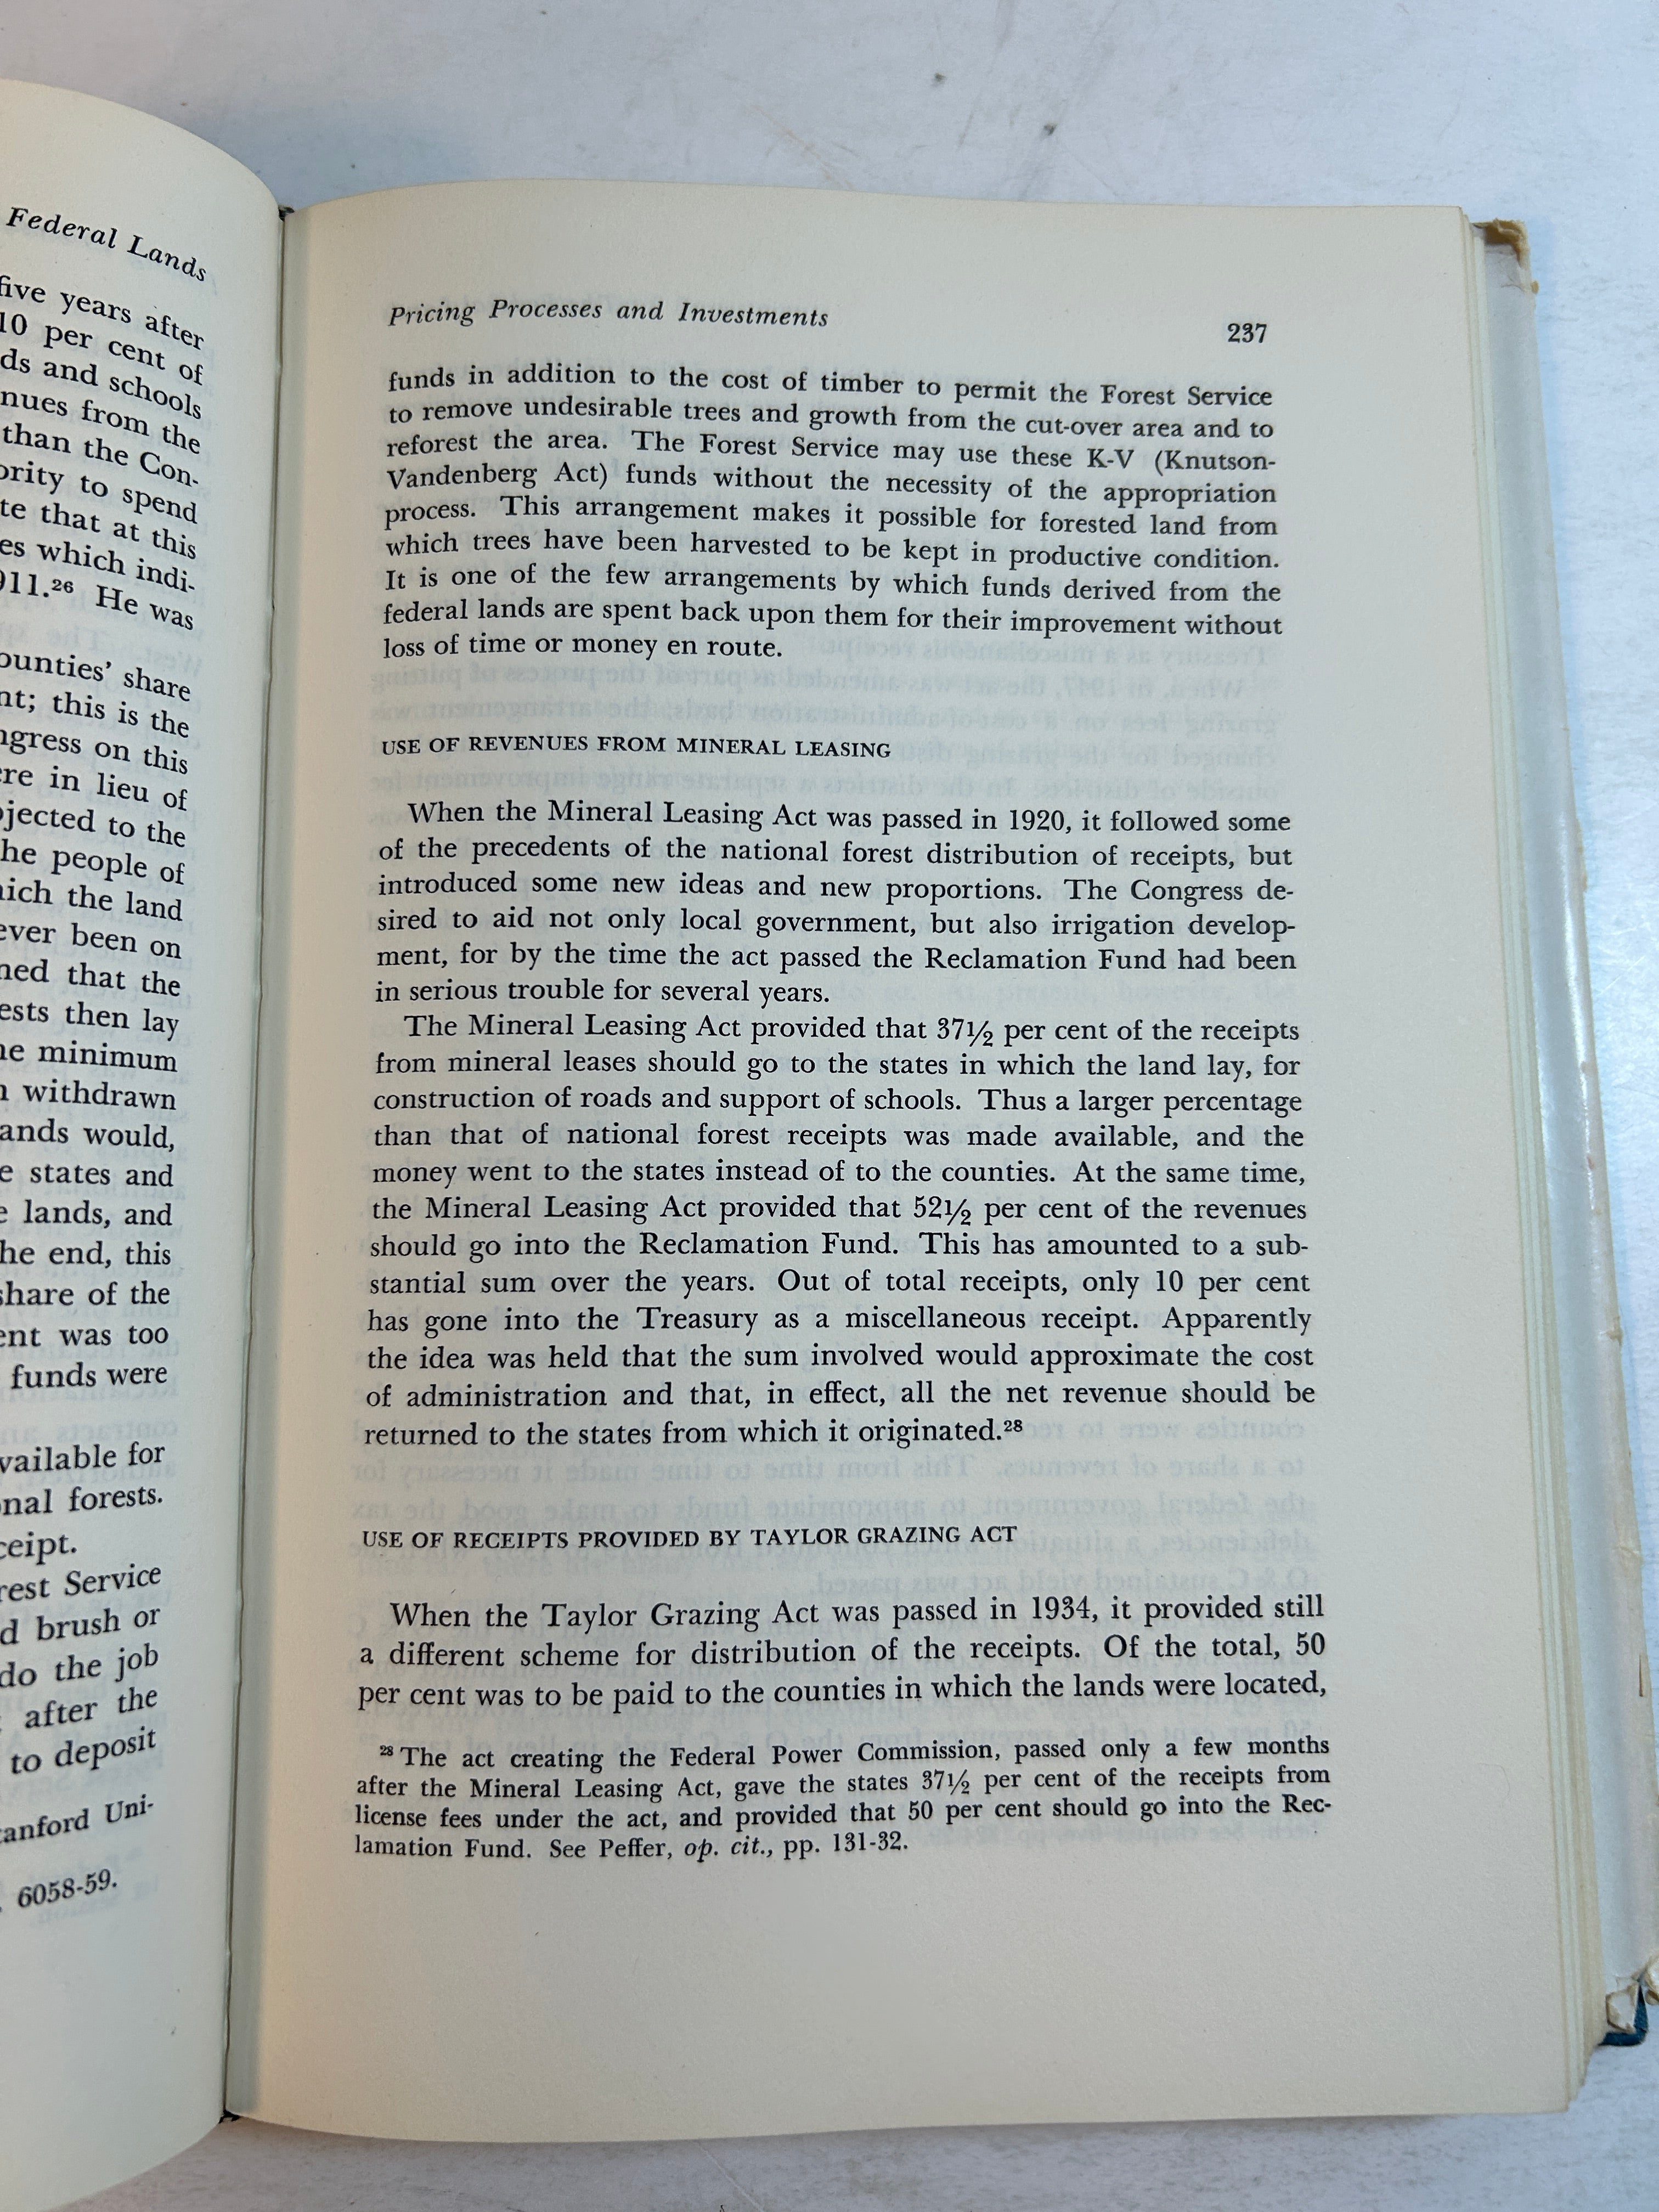 Federal Lands
five years after
10 per cent of
ds and schools
nues from the
than the Con-
ority to spend
te that at this
es which indi-
911.²⁶ He was
ounties' share
nt; this is the
ngress on this
re in lieu of
jected to the
he people of
hich the land
ever been on
ned that the
ests then lay
he minimum
n withdrawn
ands would,
e states and
e lands, and
he end, this
share of the
ent was too
funds were
vailable for
onal forests.
ceipt.
rest Service
d brush or
do the job
after the
to deposit
tanford Uni-
6058-59.
Pricing Processes and Investments
237
funds in addition to the cost of timber to permit the Forest Service
to remove undesirable trees and growth from the cut-over area and to
reforest the area. The Forest Service may use these K-V (Knutson-
Vandenberg Act) funds without the necessity of the appropriation
process. This arrangement makes it possible for forested land from
which trees have been harvested to be kept in productive condition.
It is one of the few arrangements by which funds derived from the
federal lands are spent back upon them for their improvement without
loss of time or money en route.
USE OF REVENUES FROM MINERAL LEASING
When the Mineral Leasing Act was passed in 1920, it followed some
of the precedents of the national forest distribution of receipts, but
introduced some new ideas and new proportions. The Congress de-
sired to aid not only local government, but also irrigation develop-
ment, for by the time the act passed the Reclamation Fund had been
in serious trouble for several years.
The Mineral Leasing Act provided that 37½ per cent of the receipts
from mineral leases should go to the states in which the land lay, for
construction of roads and support of schools. Thus a larger percentage
than that of national forest receipts was made available, and the
money went to the states instead of to the counties. At the same time,
the Mineral Leasing Act provided that 52½ per cent of the revenues
should go into the Reclamation Fund. This has amounted to a sub-
stantial sum over the years. Out of total receipts, only 10 per cent
has gone into the Treasury as a miscellaneous receipt. Apparently
the idea was held that the sum involved would approximate the cost
of administration and that, in effect, all the net revenue should be
returned to the states from which it originated.²⁸
USE OF RECEIPTS PROVIDED BY TAYLOR GRAZING ACT
When the Taylor Grazing Act was passed in 1934, it provided still
a different scheme for distribution of the receipts. Of the total, 50
per cent was to be paid to the counties in which the lands were located,
²⁸ The act creating the Federal Power Commission, passed only a few months
after the Mineral Leasing Act, gave the states 37½ per cent of the receipts from
license fees under the act, and provided that 50 per cent should go into the Rec-
lamation Fund. See Peffer, op. cit., pp. 131-32.